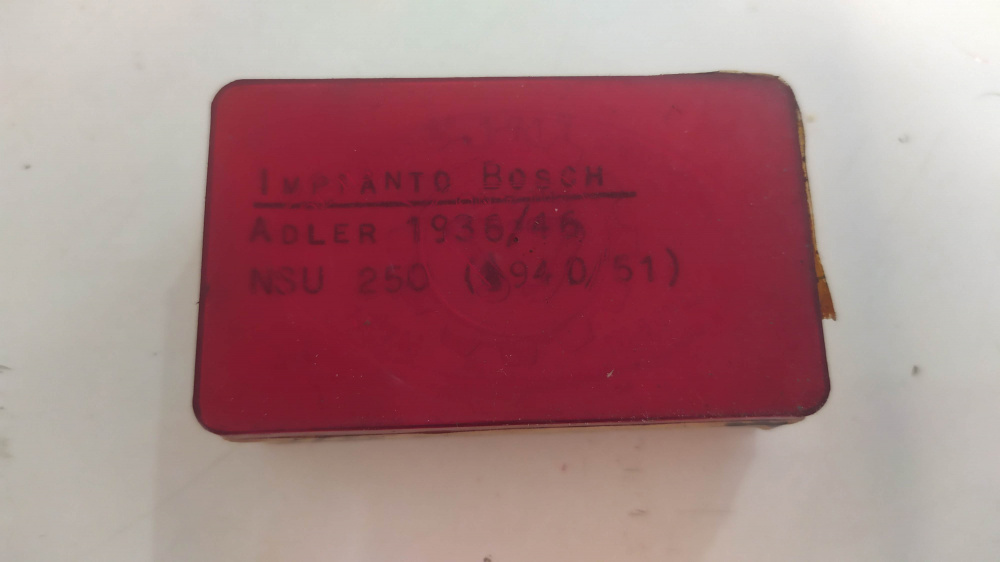 IMPIANTO BOSCH
ADLER 1936/46
NSU 250 (1940/51)